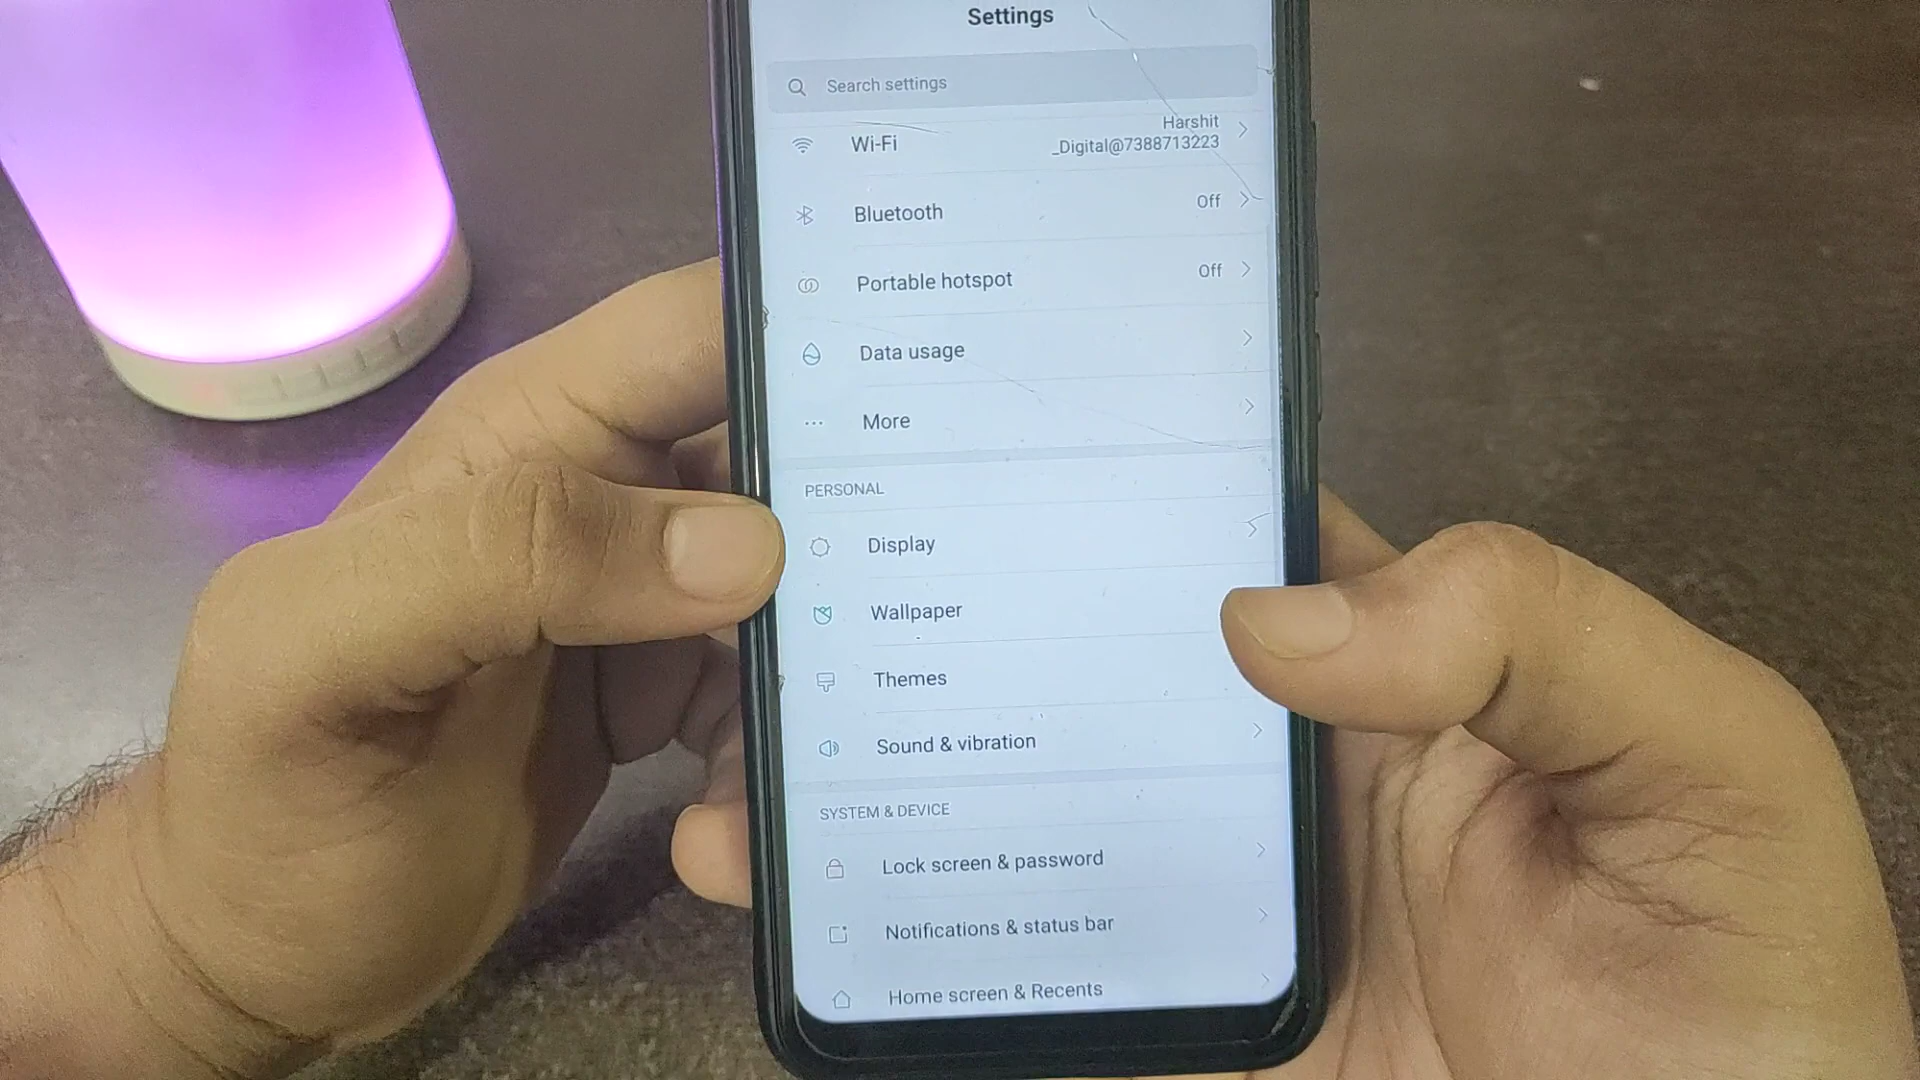 Settings
Search settings
Wi-Fi
Harshit
_Digital@7388713223
Bluetooth
Off
Portable hotspot
Off
Data usage
More
PERSONAL
Display
Wallpaper
Themes
Sound & vibration
SYSTEM & DEVICE
Lock screen & password
Notifications & status bar
Home screen & Recents